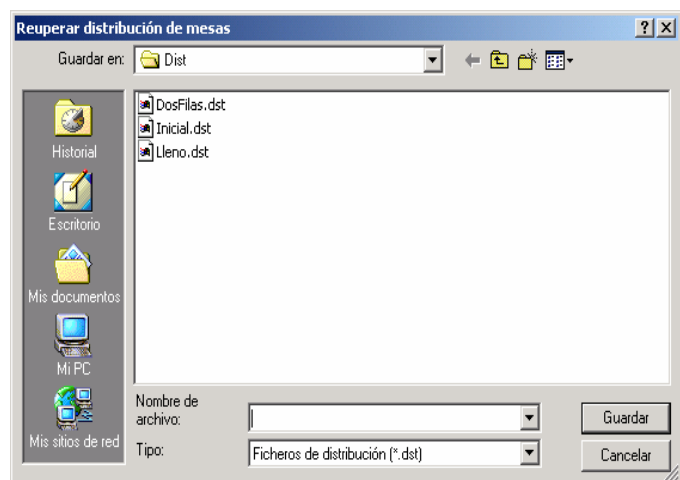 Reuperar distribución de mesas
Guardar en:
Dist
DosFilas.dst
Inicial.dst
Lleno.dst
Historial
Escritorio
Mis documentos
Mi PC
Mis sitios de red
Nombre de
archivo:
Guardar
Tipo:
Ficheros de distribución (*.dst)
Cancelar